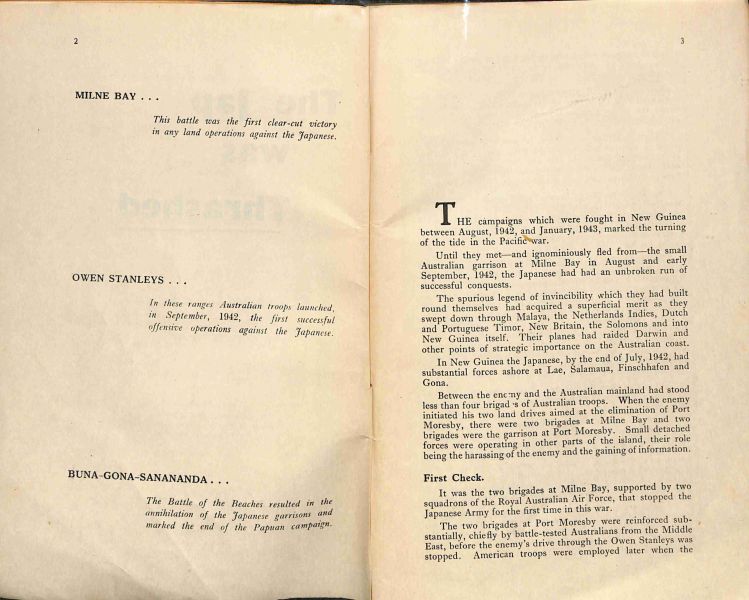 2
MILNE BAY . . .
This battle was the first clear-cut victory
in any land operations against the Japanese.
OWEN STANLEYS . . .
In these ranges Australian troops launched,
in September, 1942, the first successful
offensive operations against the Japanese.
BUNA-GONA-SANANANDA . . .
The Battle of the Beaches resulted in the
annihilation of the Japanese garrisons and
marked the end of the Papuan campaign.
3
THE campaigns which were fought in New Guinea
between August, 1942, and January, 1943, marked the turning
of the tide in the Pacific war.
Until they met—and ignominiously fled from—the small
Australian garrison at Milne Bay in August and early
September, 1942, the Japanese had had an unbroken run of
successful conquests.
The spurious legend of invincibility which they had built
round themselves had acquired a superficial merit as they
swept down through Malaya, the Netherlands Indies, Dutch
and Portuguese Timor, New Britain, the Solomons and into
New Guinea itself. Their planes had raided Darwin and
other points of strategic importance on the Australian coast.
In New Guinea the Japanese, by the end of July, 1942, had
substantial forces ashore at Lae, Salamaua, Finschhafen and
Gona.
Between the enemy and the Australian mainland had stood
less than four brigades of Australian troops. When the enemy
initiated his two land drives aimed at the elimination of Port
Moresby, there were two brigades at Milne Bay and two
brigades were the garrison at Port Moresby. Small detached
forces were operating in other parts of the island, their role
being the harassing of the enemy and the gaining of information.
First Check.
It was the two brigades at Milne Bay, supported by two
squadrons of the Royal Australian Air Force, that stopped the
Japanese Army for the first time in this war.
The two brigades at Port Moresby were reinforced sub-
stantially, chiefly by battle-tested Australians from the Middle
East, before the enemy's drive through the Owen Stanleys was
stopped. American troops were employed later when the